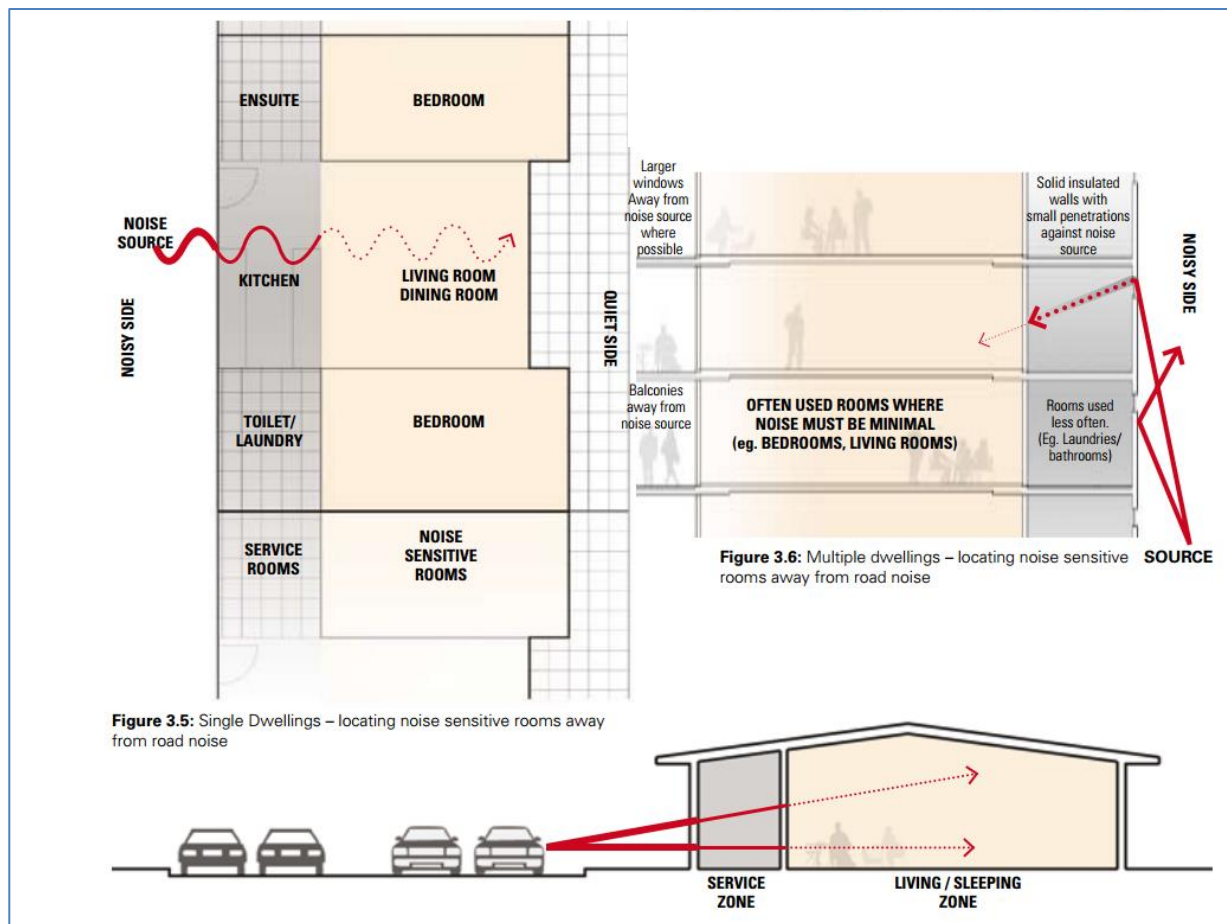 ENSUITE
BEDROOM
NOISE
SOURCE
KITCHEN
LIVING ROOM
DINING ROOM
NOISY SIDE
QUIET SIDE
TOILET/
LAUNDRY
BEDROOM
SERVICE
ROOMS
NOISE
SENSITIVE
ROOMS
Figure 3.5: Single Dwellings – locating noise sensitive rooms away
from road noise
Larger
windows
Away from
noise source
where
possible
Solid insulated
walls with
small penetrations
against noise
source
NOISY SIDE
Balconies
away from
noise source
OFTEN USED ROOMS WHERE
NOISE MUST BE MINIMAL
(eg. BEDROOMS, LIVING ROOMS)
Rooms used
less often.
(Eg. Laundries/
bathrooms)
SOURCE
Figure 3.6: Multiple dwellings – locating noise sensitive
rooms away from road noise
SERVICE
ZONE
LIVING / SLEEPING
ZONE